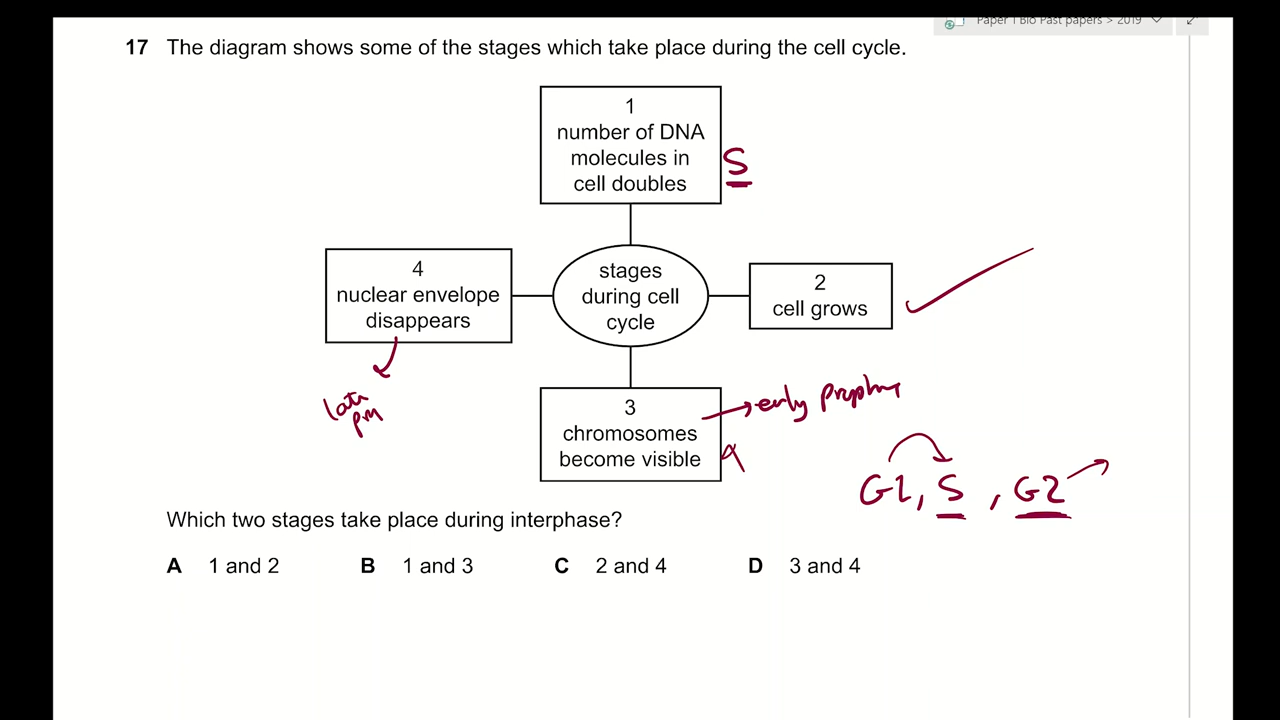 Paper 1 Bio Past papers > 2019
17 The diagram shows some of the stages which take place during the cell cycle.
1
number of DNA
molecules in
cell doubles
S
4
nuclear envelope
disappears
stages
during cell
cycle
2
cell grows
late
3
chromosomes
become visible
early
G1, S, G2
Which two stages take place during interphase?
A 1 and 2 B 1 and 3 C 2 and 4 D 3 and 4